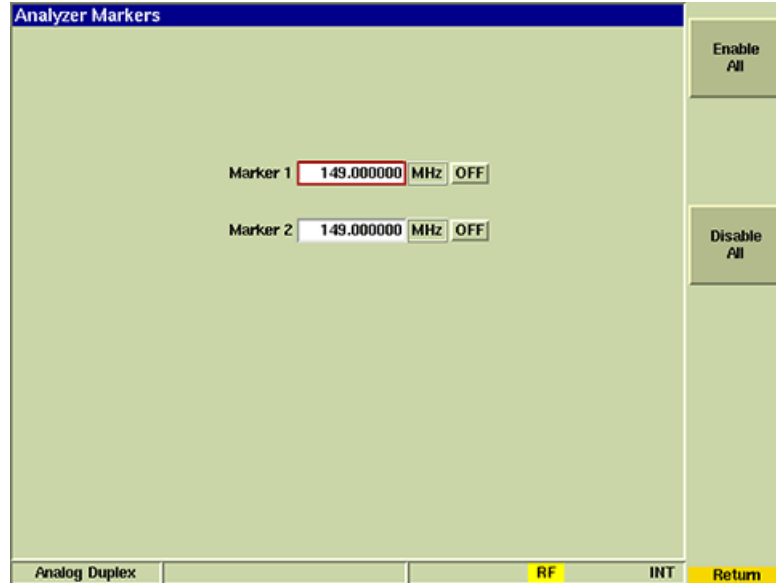 Analyzer Markers
Enable
All
Marker 1 149.000000 MHz OFF
Marker 2 149.000000 MHz OFF
Disable
All
Analog Duplex RF INT Return